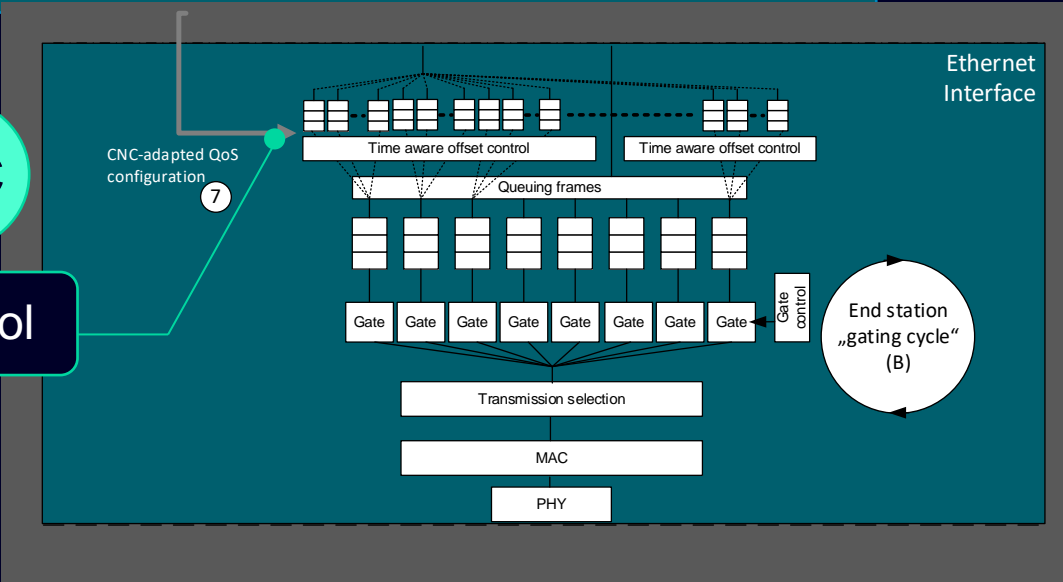 Ethernet
Interface
Time aware offset control
Time aware offset control
CNC-adapted QoS
configuration
7
Queuing frames
Gate
Gate
Gate
Gate
Gate
Gate
Gate
Gate
Gate
control
End station
„gating cycle“
(B)
ol
Transmission selection
MAC
PHY